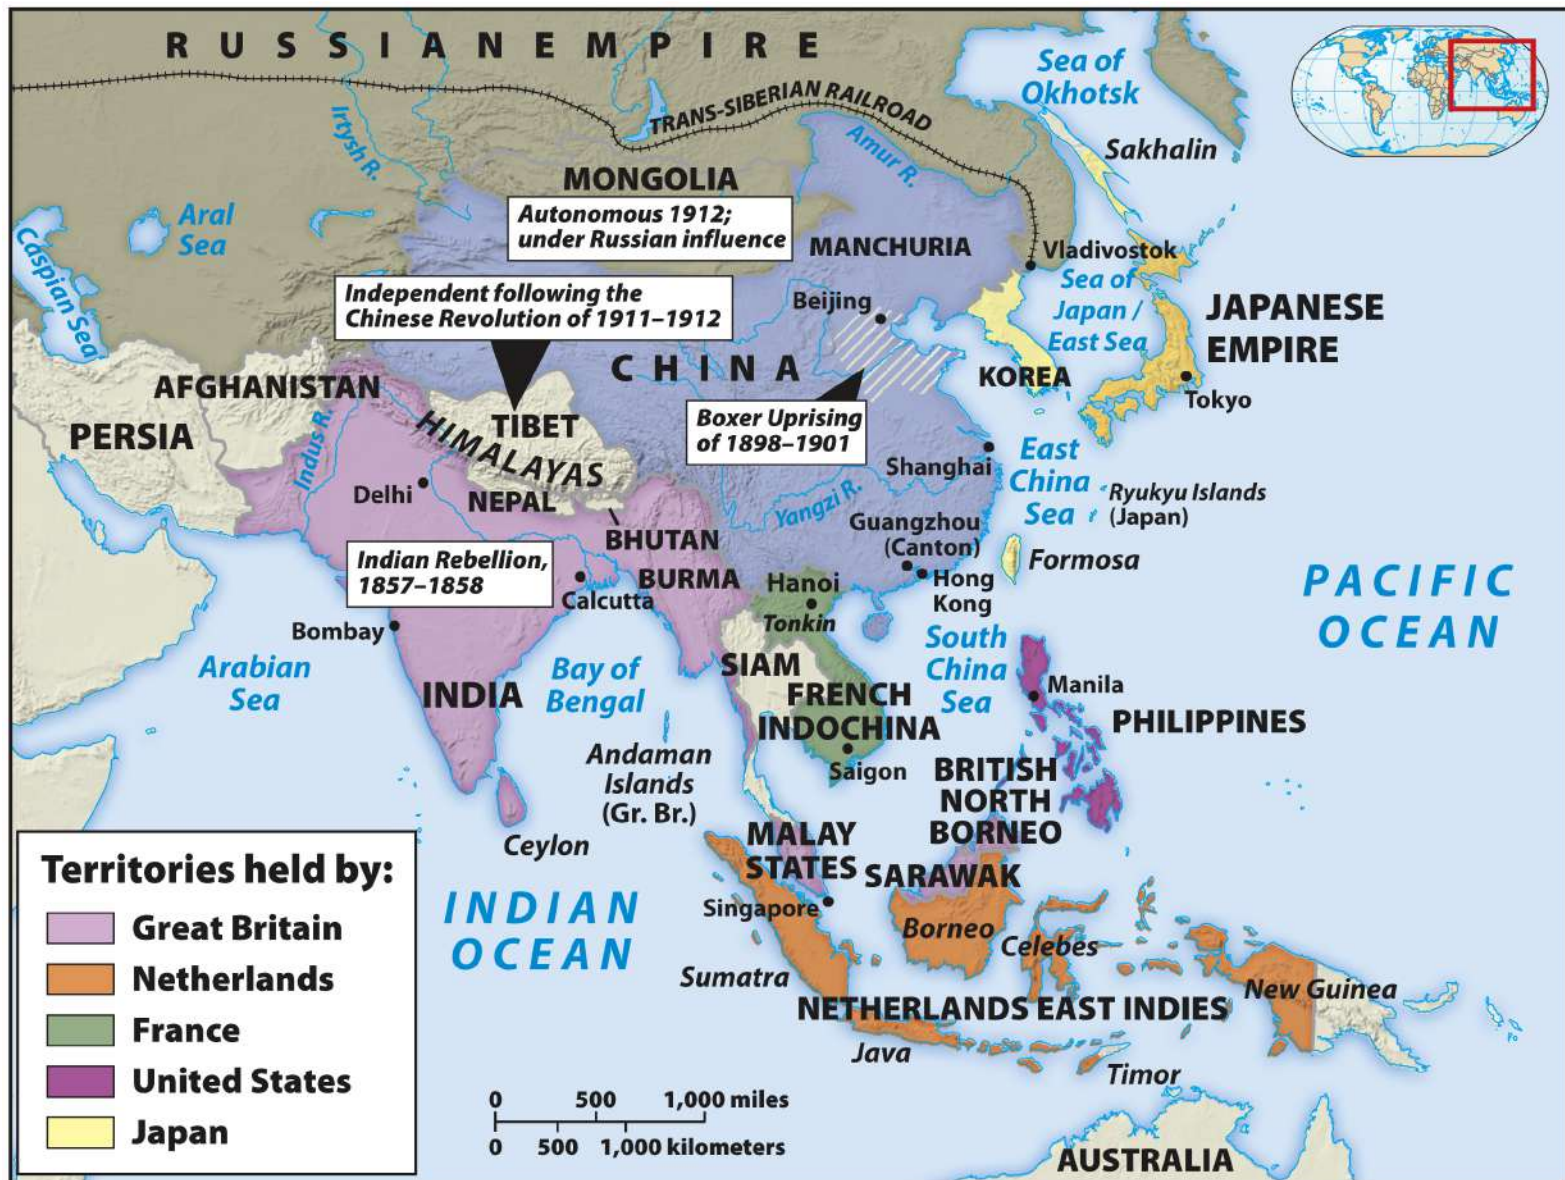 RUSSIAN EMPIRE
Sea of
Okhotsk
TRANS-SIBERIAN RAILROAD
Irtysh R.
Amur R.
Sakhalin
MONGOLIA
Autonomous 1912;
under Russian influence
Aral
Sea
Caspian Sea
MANCHURIA
Vladivostok
Independent following the
Chinese Revolution of 1911–1912
Beijing
Sea of
Japan /
East Sea
JAPANESE
EMPIRE
CHINA
KOREA
Tokyo
AFGHANISTAN
PERSIA
Indus R.
TIBET
HIMALAYAS
Boxer Uprising
of 1898–1901
Shanghai
East
China
Sea
Ryukyu Islands
(Japan)
Delhi
NEPAL
Yangzi R.
Guangzhou
(Canton)
BHUTAN
Formosa
Indian Rebellion,
1857–1858
BURMA
Hanoi
Hong
Kong
Calcutta
Tonkin
PACIFIC
OCEAN
Bombay
Arabian
Sea
Bay of
Bengal
SIAM
South
China
Sea
INDIA
FRENCH
INDOCHINA
Manila
PHILIPPINES
Andaman
Islands
(Gr. Br.)
Saigon
BRITISH
NORTH
BORNEO
Ceylon
MALAY
STATES
SARAWAK
INDIAN
OCEAN
Singapore
Borneo
Celebes
Sumatra
New Guinea
NETHERLANDS EAST INDIES
Java
Timor
AUSTRALIA
Territories held by:
Great Britain
Netherlands
France
United States
Japan
0 500 1,000 miles
0 500 1,000 kilometers